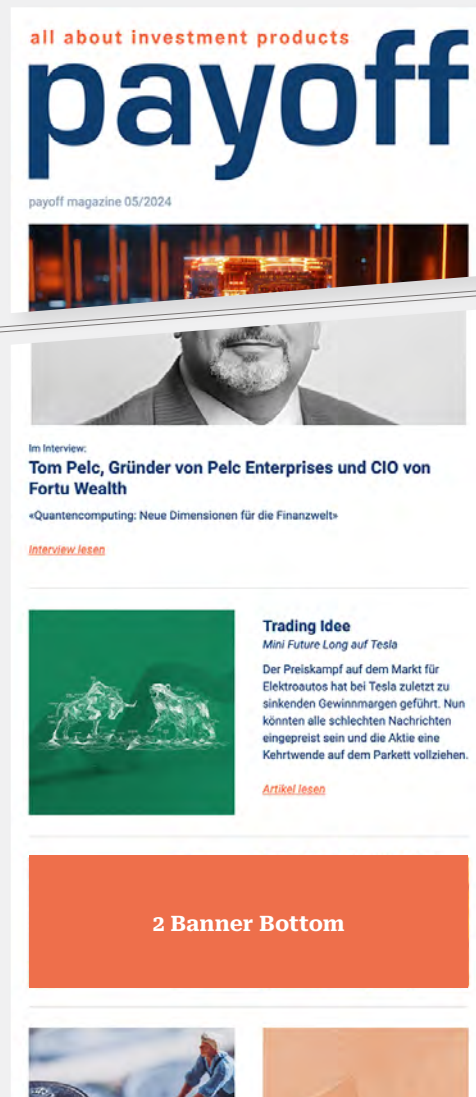 all about investment products
payoff
payoff magazine 05/2024
Im Interview:
Tom Pelc, Gründer von Pelc Enterprises und CIO von
Fortu Wealth
«Quantencomputing: Neue Dimensionen für die Finanzwelt»
Interview lesen
Trading Idee
Mini Future Long auf Tesla
Der Preiskampf auf dem Markt für
Elektroautos hat bei Tesla zuletzt zu
sinkenden Gewinnmargen geführt. Nun
könnten alle schlechten Nachrichten
eingepreist sein und die Aktie eine
Kehrtwende auf dem Parkett vollziehen.
Artikel lesen
2 Banner Bottom